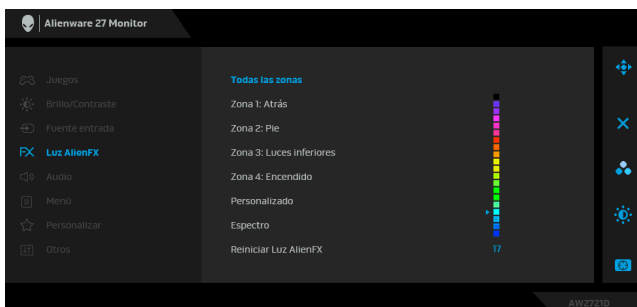 Alienware 27 Monitor
Juegos
Brillo/Contraste
Fuente entrada
FX Luz AlienFX
Audio
Menú
Personalizar
Otros
Todas las zonas
Zona 1: Atrás
Zona 2: Pie
Zona 3: Luces inferiores
Zona 4: Encendido
Personalizado
Espectro
Reiniciar Luz AlienFX
17
AW2721D